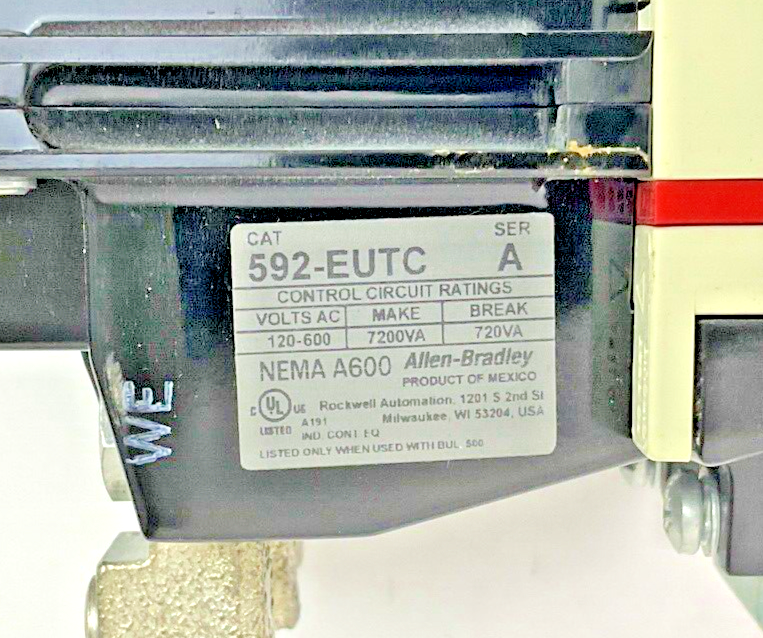 CAT SER
592-EUTC A
CONTROL CIRCUIT RATINGS
VOLTS AC MAKE BREAK
120-600 7200VA 720VA
NEMA A600 Allen-Bradley
PRODUCT OF MEXICO
C UL US Rockwell Automation, 1201 S 2nd St
LISTED A191 Milwaukee, WI 53204, USA
IND. CONT. EQ
LISTED ONLY WHEN USED WITH BUL. 500
WE